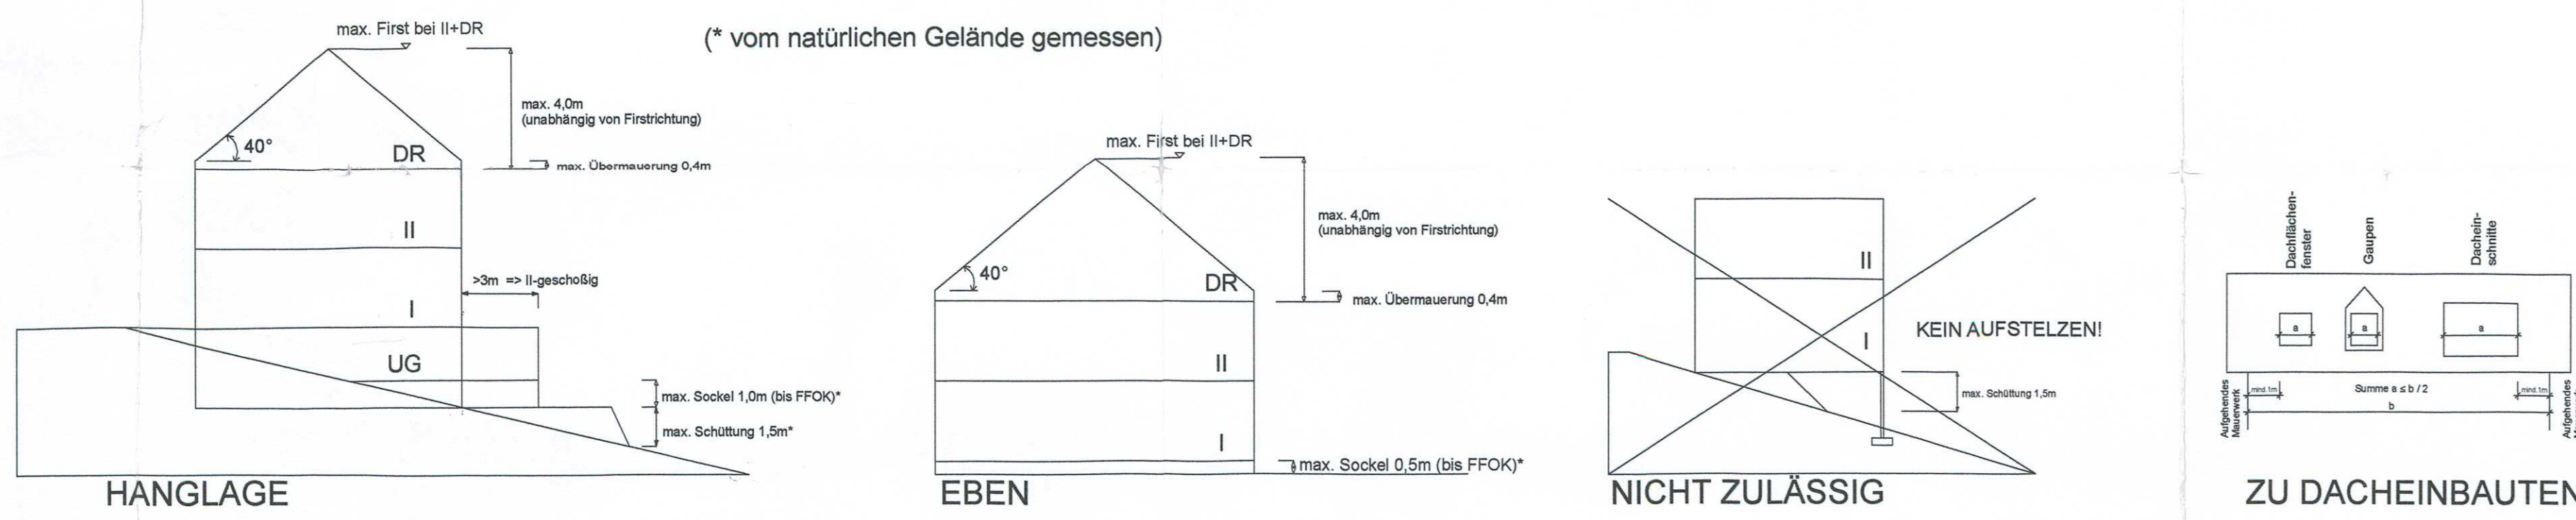 max. First bei II+DR
(* vom natürlichen Gelände gemessen)
max. 4,0m
(unabhängig von Firstrichtung)
40°
DR
max. Übermauerung 0,4m
II
>3m => II-geschoßig
I
UG
max. Sockel 1,0m (bis FFOK)*
max. Schüttung 1,5m*
HANGLAGE
max. First bei II+DR
max. 4,0m
(unabhängig von Firstrichtung)
40°
DR
max. Übermauerung 0,4m
II
I
max. Sockel 0,5m (bis FFOK)*
EBEN
II
I
KEIN AUFSTELZEN!
max. Schüttung 1,5m
NICHT ZULÄSSIG
Dachflächen-
fenster
Gaupen
Dachein-
schnitte
a
a
a
mind.1m
Summe a ≤ b / 2
mind.1m
b
Aufgehendes
Mauerwerk
Aufgehendes
ZU DACHEINBAUTEN